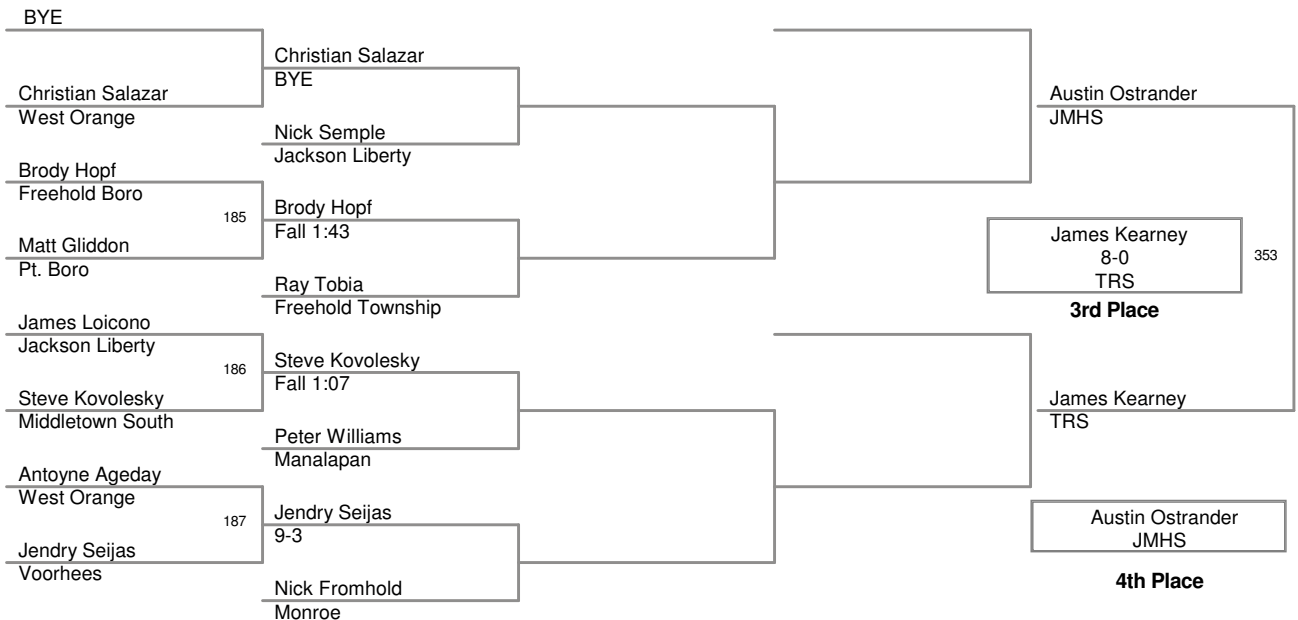 BYE
Christian Salazar
West Orange
Brody Hopf
Freehold Boro
185
Matt Gliddon
Pt. Boro
James Loicono
Jackson Liberty
186
Steve Kovolesky
Middletown South
Antoyne Ageday
West Orange
187
Jendry Seijas
Voorhees
Christian Salazar
BYE
Nick Semple
Jackson Liberty
Brody Hopf
Fall 1:43
Ray Tobia
Freehold Township
Steve Kovolesky
Fall 1:07
Peter Williams
Manalapan
Jendry Seijas
9-3
Nick Fromhold
Monroe
Austin Ostrander
JMHS
James Kearney
8-0
TRS
353
3rd Place
James Kearney
TRS
Austin Ostrander
JMHS
4th Place